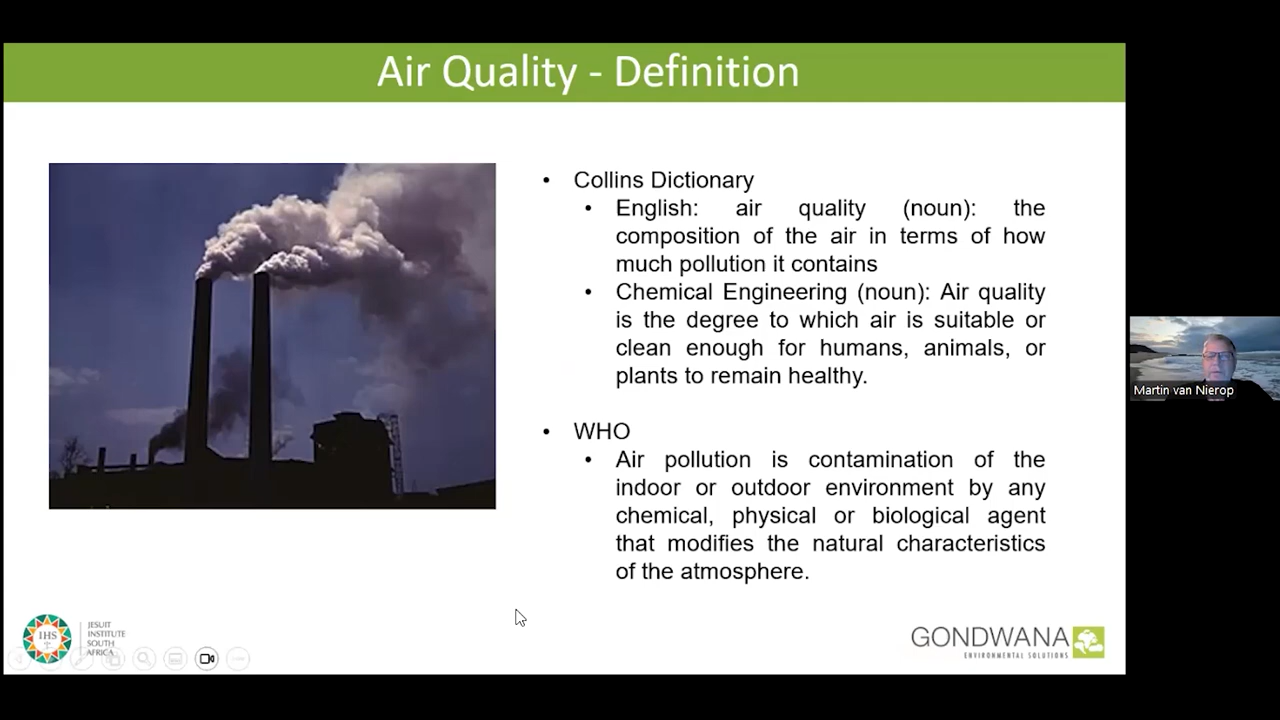 Air Quality - Definition
• Collins Dictionary
• English: air quality (noun): the
composition of the air in terms of how
much pollution it contains
• Chemical Engineering (noun): Air quality
is the degree to which air is suitable or
clean enough for humans, animals, or
plants to remain healthy.
• WHO
• Air pollution is contamination of the
indoor or outdoor environment by any
chemical, physical or biological agent
that modifies the natural characteristics
of the atmosphere.
Martin van Nierop
IHS
JESUIT
INSTITUTE
SOUTH
AFRICA
GONDWANA
ENVIRONMENTAL SOLUTIONS